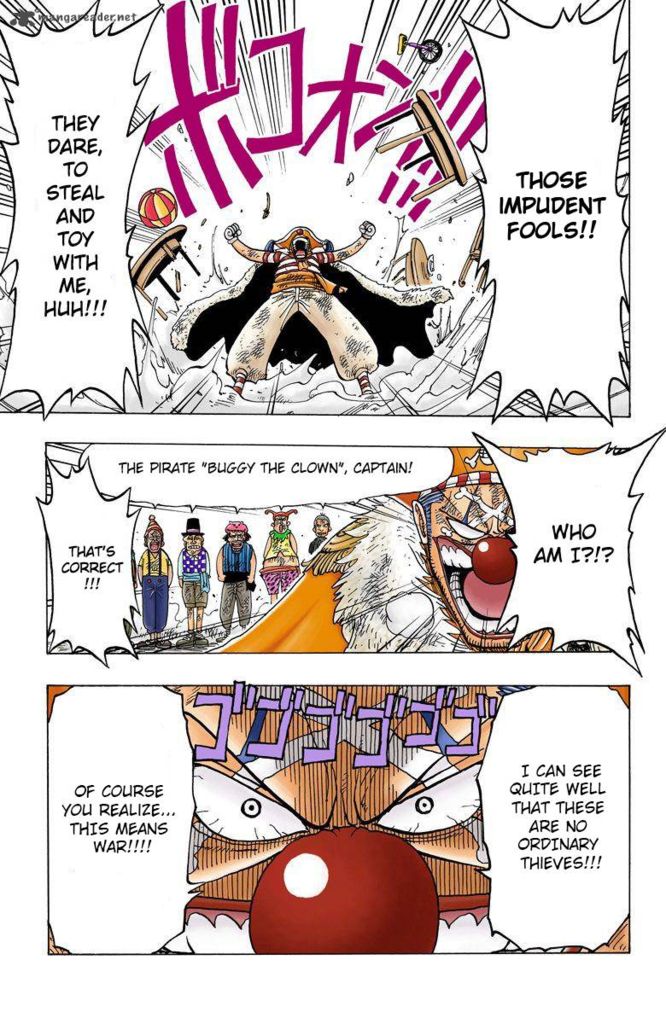 mangareader.net
THOSE
IMPUDENT
FOOLS!!
ボコオン!!!
THEY
DARE,
TO
STEAL
AND
TOY
WITH
ME,
HUH!!!
WHO
AM I?!?
THE PIRATE "BUGGY THE CLOWN", CAPTAIN!
THAT'S
CORRECT
!!!
ゴゴゴゴゴゴ
I CAN SEE
QUITE WELL
THAT THESE
ARE NO
ORDINARY
THIEVES!!!
OF COURSE
YOU REALIZE...
THIS MEANS
WAR!!!!